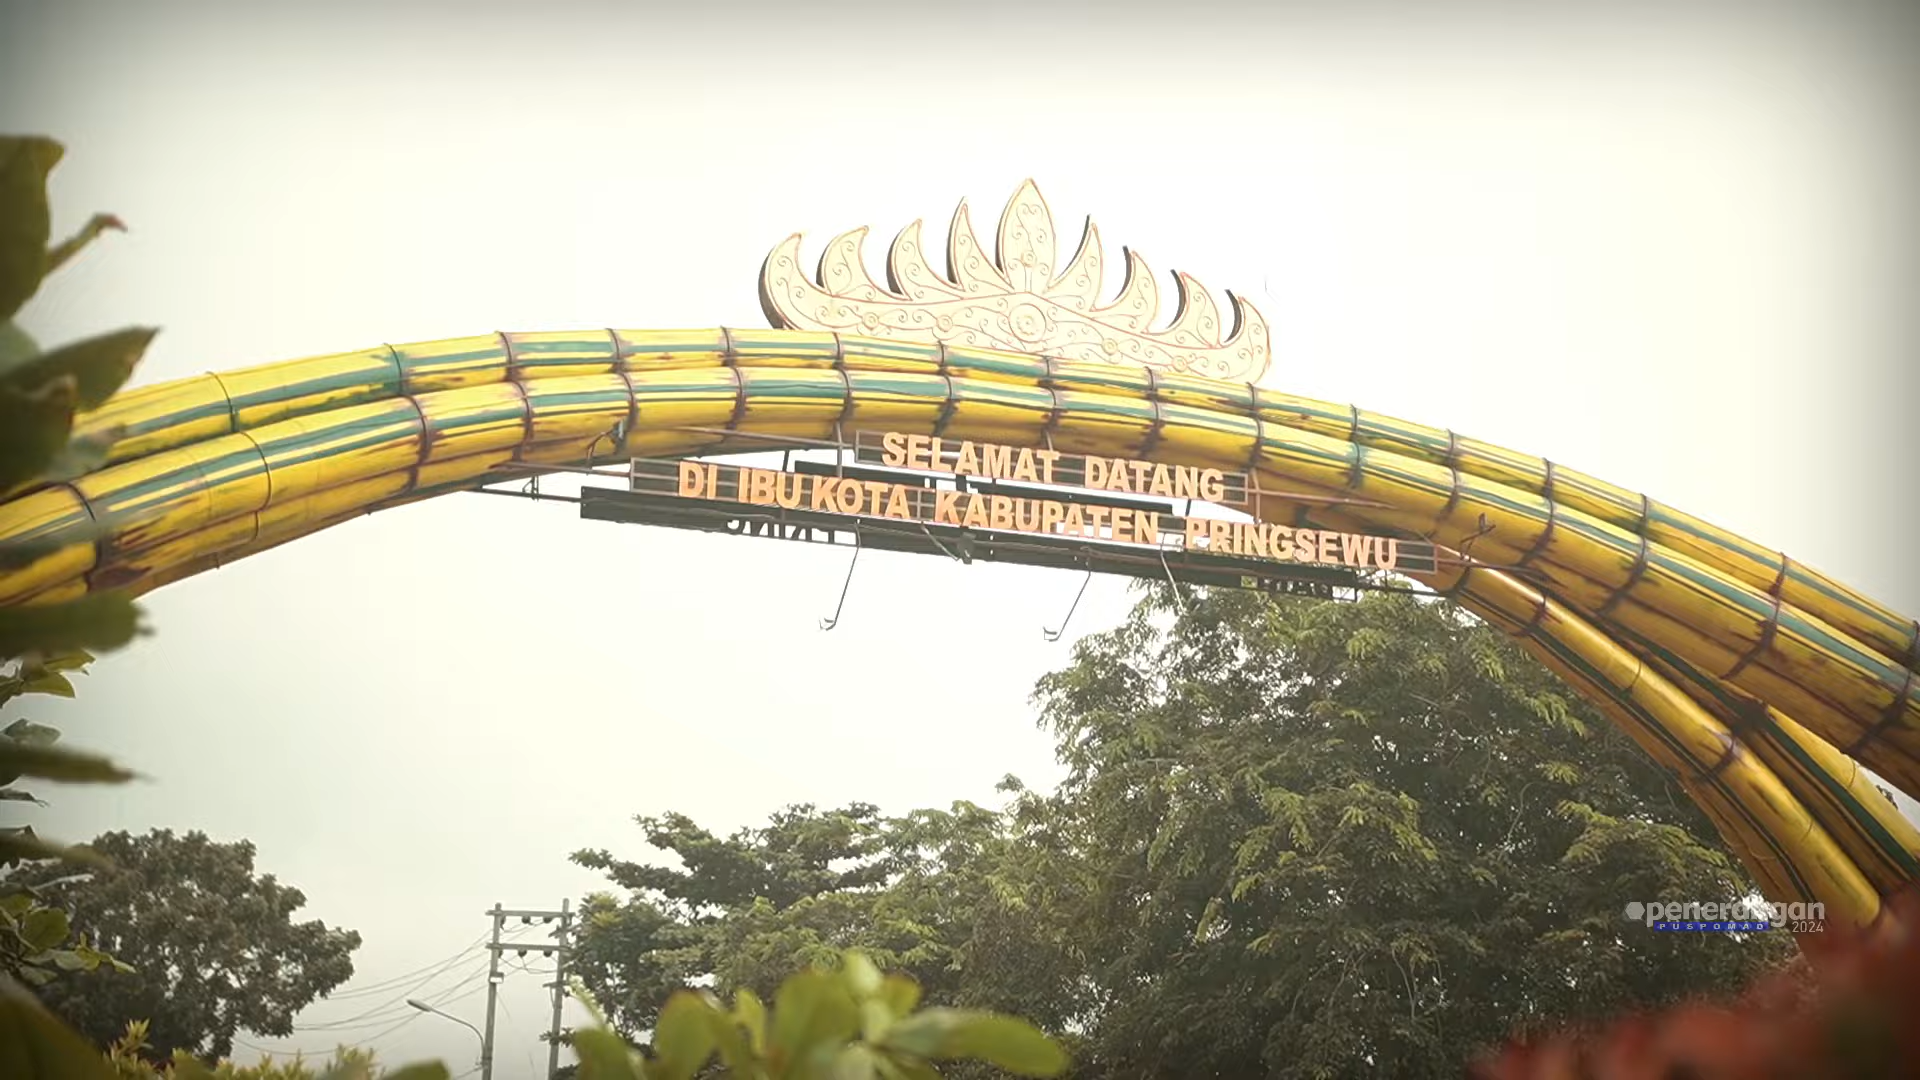 SELAMAT DATANG
DI IBU KOTA KABUPATEN PRINGSEWU
penerangan
PUSPOMAD 2024